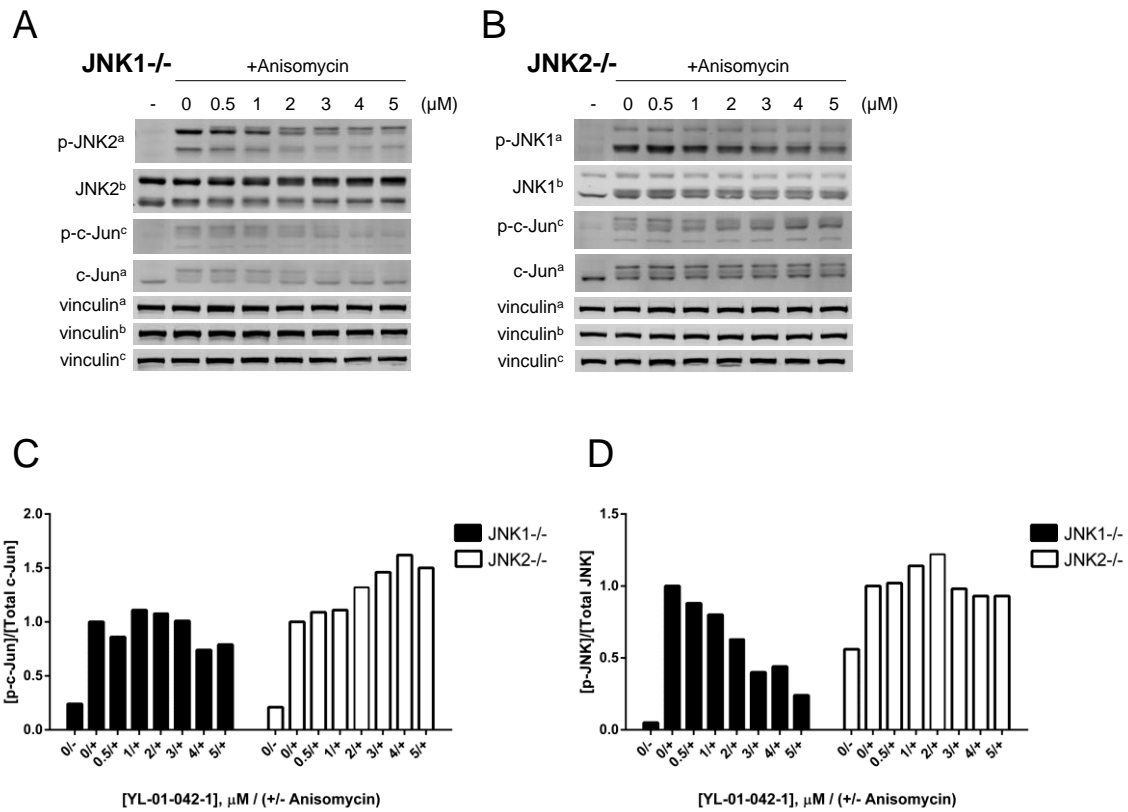 A
JNK1-/-
+Anisomycin
- 0 0.5 1 2 3 4 5 (μM)
p-JNK2ᵃ
JNK2ᵇ
p-c-Junᶜ
c-Junᵃ
vinculinᵃ
vinculinᵇ
vinculinᶜ
B
JNK2-/-
+Anisomycin
- 0 0.5 1 2 3 4 5 (μM)
p-JNK1ᵃ
JNK1ᵇ
p-c-Junᶜ
c-Junᵃ
vinculinᵃ
vinculinᵇ
vinculinᶜ
C
[p-c-Jun]/[Total c-Jun]
2.0
1.5
1.0
0.5
0.0
0/- 0/+ 0.5/+ 1/+ 2/+ 3/+ 4/+ 5/+ 0/- 0/+ 0.5/+ 1/+ 2/+ 3/+ 4/+ 5/+
[YL-01-042-1], μM / (+/- Anisomycin)
JNK1-/-
JNK2-/-
D
[p-JNK]/[Total JNK]
1.5
1.0
0.5
0.0
0/- 0/+ 0.5/+ 1/+ 2/+ 3/+ 4/+ 5/+ 0/- 0/+ 0.5/+ 1/+ 2/+ 3/+ 4/+ 5/+
[YL-01-042-1], μM / (+/- Anisomycin)
JNK1-/-
JNK2-/-